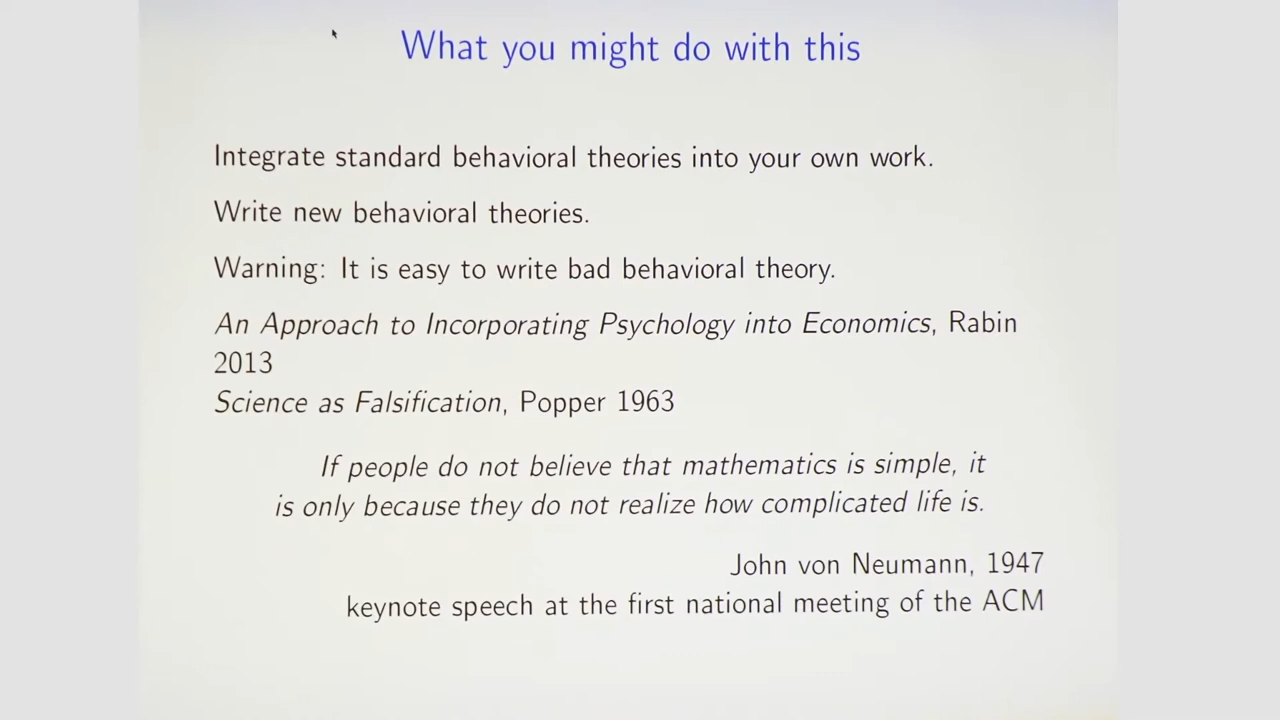 What you might do with this
Integrate standard behavioral theories into your own work.
Write new behavioral theories.
Warning: It is easy to write bad behavioral theory.
An Approach to Incorporating Psychology into Economics, Rabin
2013
Science as Falsification, Popper 1963
If people do not believe that mathematics is simple, it
is only because they do not realize how complicated life is.
John von Neumann, 1947
keynote speech at the first national meeting of the ACM